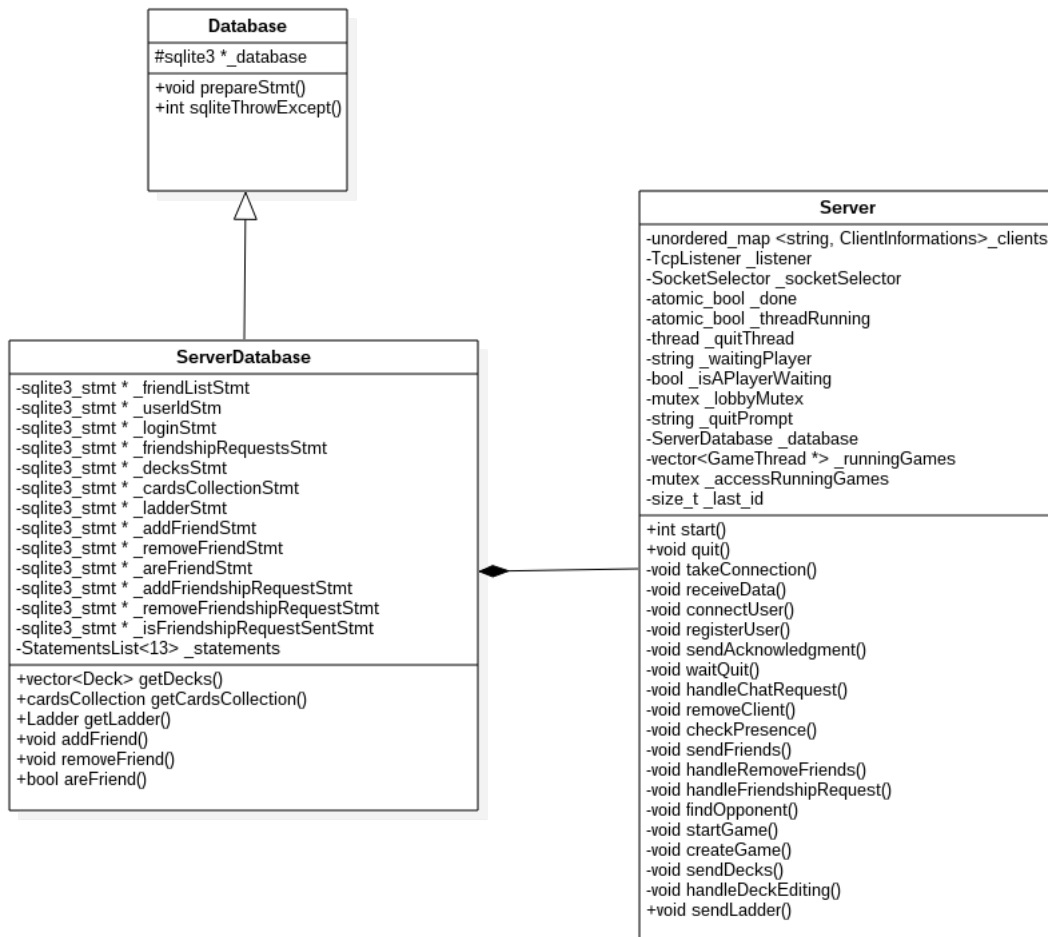 Database
#sqlite3 *_database
+void prepareStmt()
+int sqliteThrowExcept()
ServerDatabase
-sqlite3_stmt * _friendListStmt
-sqlite3_stmt * _userIdStm
-sqlite3_stmt * _loginStmt
-sqlite3_stmt * _friendshipRequestsStmt
-sqlite3_stmt * _decksStmt
-sqlite3_stmt * _cardsCollectionStmt
-sqlite3_stmt * _ladderStmt
-sqlite3_stmt * _addFriendStmt
-sqlite3_stmt * _removeFriendStmt
-sqlite3_stmt * _areFriendStmt
-sqlite3_stmt * _addFriendshipRequestStmt
-sqlite3_stmt * _removeFriendshipRequestStmt
-sqlite3_stmt * _isFriendshipRequestSentStmt
-StatementsList<13> _statements
+vector<Deck> getDecks()
+cardsCollection getCardsCollection()
+Ladder getLadder()
+void addFriend()
+void removeFriend()
+bool areFriend()
Server
-unordered_map <string, ClientInformations>_clients
-TcpListener _listener
-SocketSelector _socketSelector
-atomic_bool _done
-atomic_bool _threadRunning
-thread _quitThread
-string _waitingPlayer
-bool _isAPlayerWaiting
-mutex _lobbyMutex
-string _quitPrompt
-ServerDatabase _database
-vector<GameThread *> _runningGames
-mutex _accessRunningGames
-size_t _last_id
+int start()
+void quit()
-void takeConnection()
-void receiveData()
-void connectUser()
-void registerUser()
-void sendAcknowledgment()
-void waitQuit()
-void handleChatRequest()
-void removeClient()
-void checkPresence()
-void sendFriends()
-void handleRemoveFriends()
-void handleFriendshipRequest()
-void findOpponent()
-void startGame()
-void createGame()
-void sendDecks()
-void handleDeckEditing()
+void sendLadder()